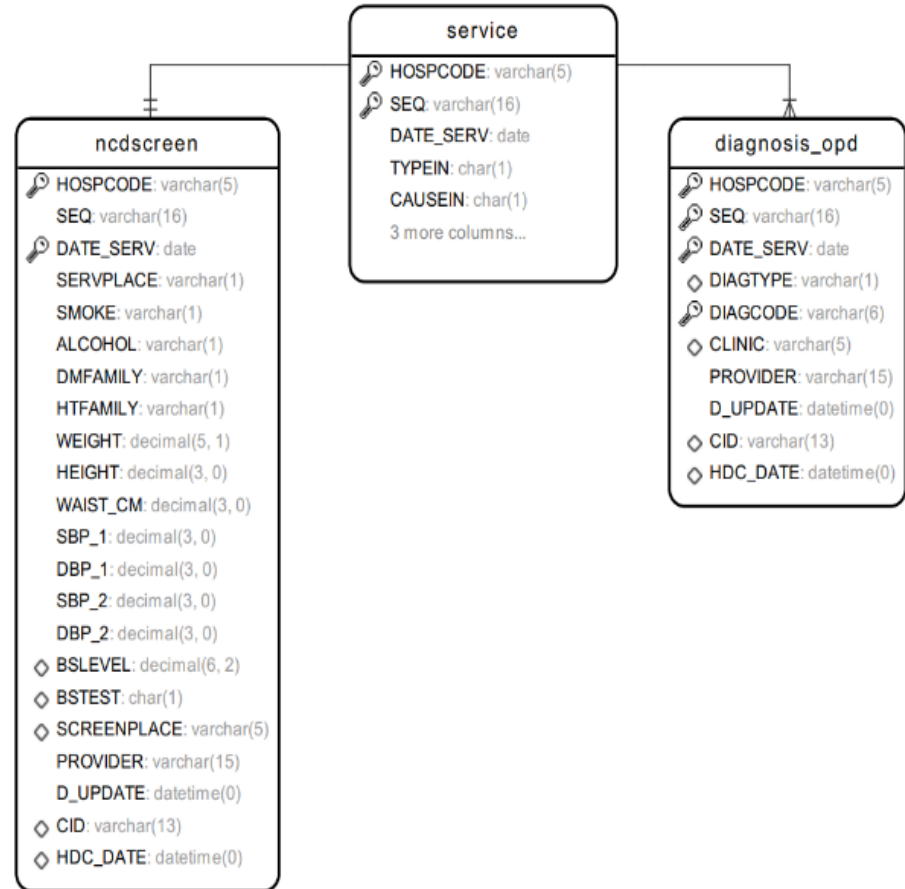 service
HOSPCODE: varchar(5)
SEQ: varchar(16)
DATE_SERV: date
TYPEIN: char(1)
CAUSEIN: char(1)
3 more columns...
ncdscreen
HOSPCODE: varchar(5)
SEQ: varchar(16)
DATE_SERV: date
SERVPLACE: varchar(1)
SMOKE: varchar(1)
ALCOHOL: varchar(1)
DMFAMILY: varchar(1)
HTFAMILY: varchar(1)
WEIGHT: decimal(5, 1)
HEIGHT: decimal(3, 0)
WAIST_CM: decimal(3, 0)
SBP_1: decimal(3, 0)
DBP_1: decimal(3, 0)
SBP_2: decimal(3, 0)
DBP_2: decimal(3, 0)
BSLEVEL: decimal(6, 2)
BSTEST: char(1)
SCREENPLACE: varchar(5)
PROVIDER: varchar(15)
D_UPDATE: datetime(0)
CID: varchar(13)
HDC_DATE: datetime(0)
diagnosis_opd
HOSPCODE: varchar(5)
SEQ: varchar(16)
DATE_SERV: date
DIAGTYPE: varchar(1)
DIAGCODE: varchar(6)
CLINIC: varchar(5)
PROVIDER: varchar(15)
D_UPDATE: datetime(0)
CID: varchar(13)
HDC_DATE: datetime(0)